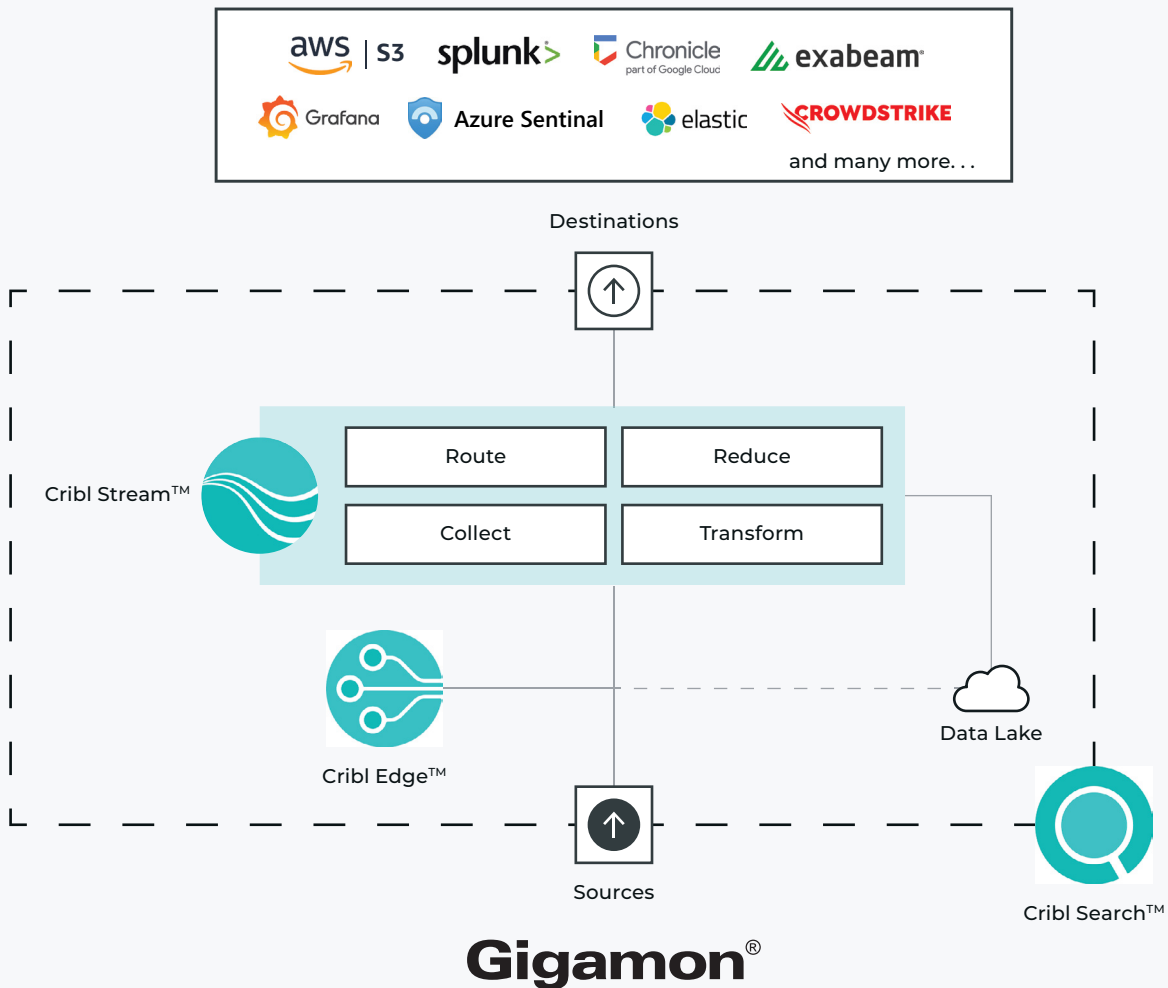 aws | S3 splunk> Chronicle exabeam®
part of Google Cloud
Grafana Azure Sentinal elastic CROWDSTRIKE
and many more. . .
Destinations
Route Reduce
Cribl Stream™
Collect Transform
Data Lake
Cribl Edge™
Sources
Cribl Search™
Gigamon®